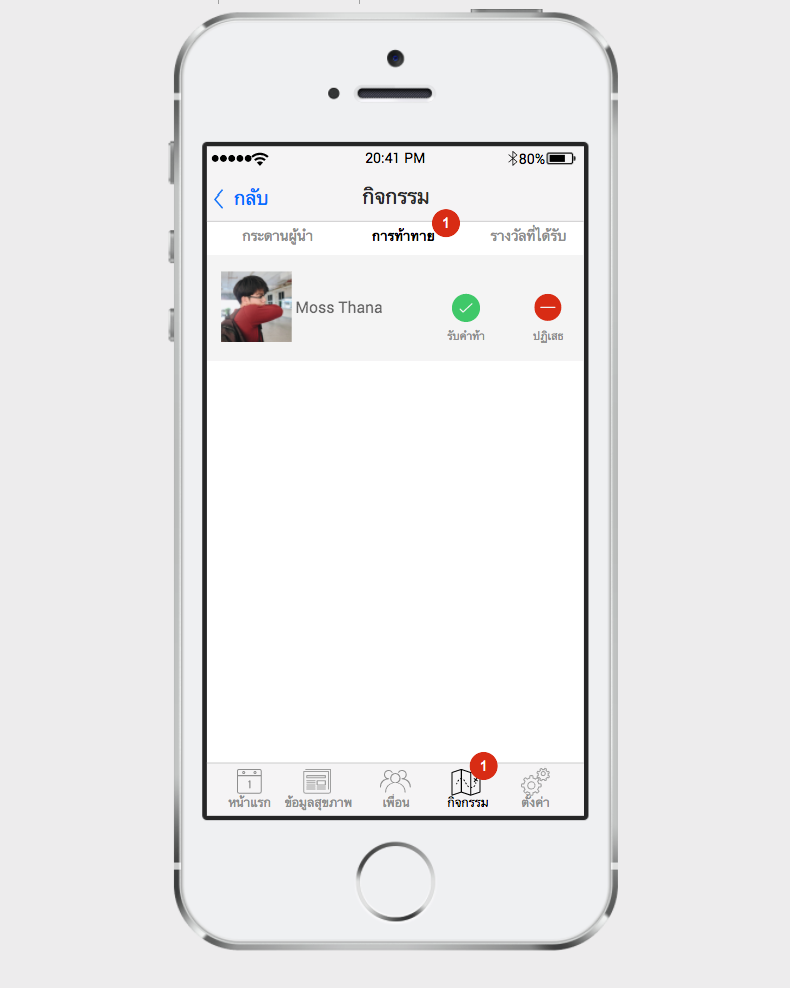 20:41 PM
80%
กลับ
กิจกรรม
1
กระดานผู้นำ
การท้าทาย
รางวัลที่ได้รับ
Moss Thana
รับคำท้า
ปฏิเสธ
1
1
หน้าแรก
ข้อมูลสุขภาพ
เพื่อน
กิจกรรม
ตั้งค่า